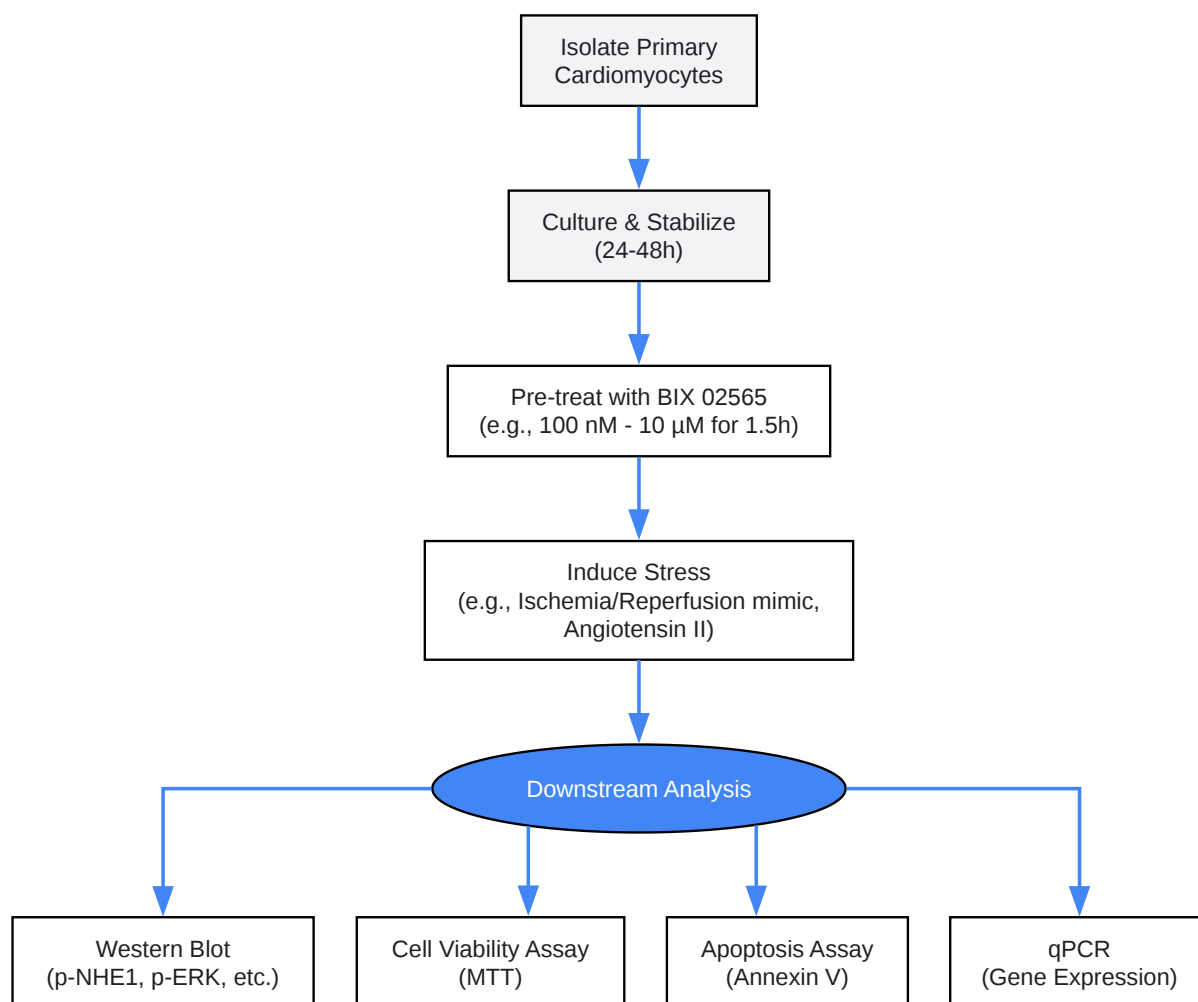 Isolate Primary
Cardiomyocytes
Culture & Stabilize
(24-48h)
Pre-treat with BIX 02565
(e.g., 100 nM - 10 µM for 1.5h)
Induce Stress
(e.g., Ischemia/Reperfusion mimic,
Angiotensin II)
Downstream Analysis
Western Blot
(p-NHE1, p-ERK, etc.)
Cell Viability Assay
(MTT)
Apoptosis Assay
(Annexin V)
qPCR
(Gene Expression)